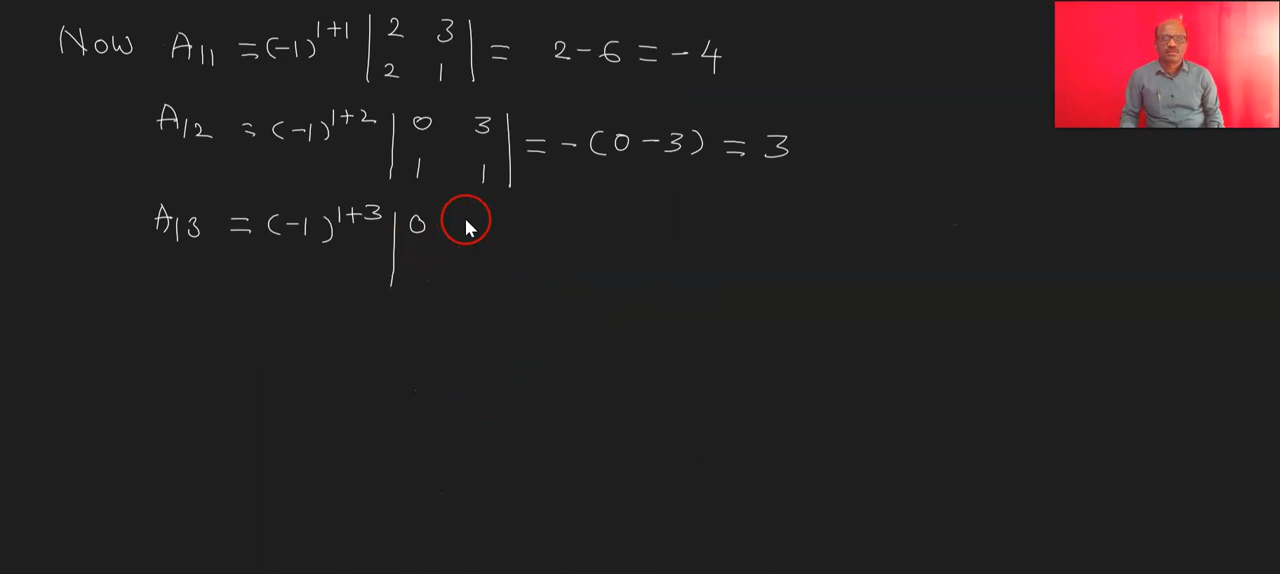 Now A11 = (-1)^1+1 | 2 3 | = 2-6 = -4
2 1
A12 = (-1)^1+2 | 0 3 | = -(0-3) = 3
1 1
A13 = (-1)^1+3 | 0